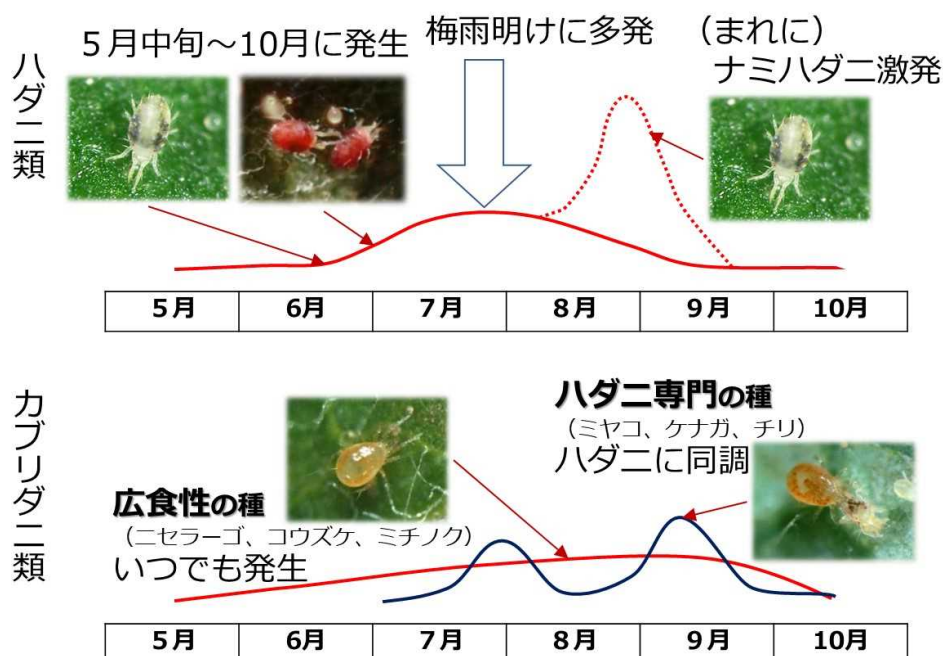 ハダニ類
5月中旬～10月に発生
梅雨明けに多発
（まれに）
ナミハダニ激発
5月 6月 7月 8月 9月 10月
カブリダニ類
広食性の種
（ニセラーゴ、コウズケ、ミチノク）
いつでも発生
ハダニ専門の種
（ミヤコ、ケナガ、チリ）
ハダニに同調
5月 6月 7月 8月 9月 10月